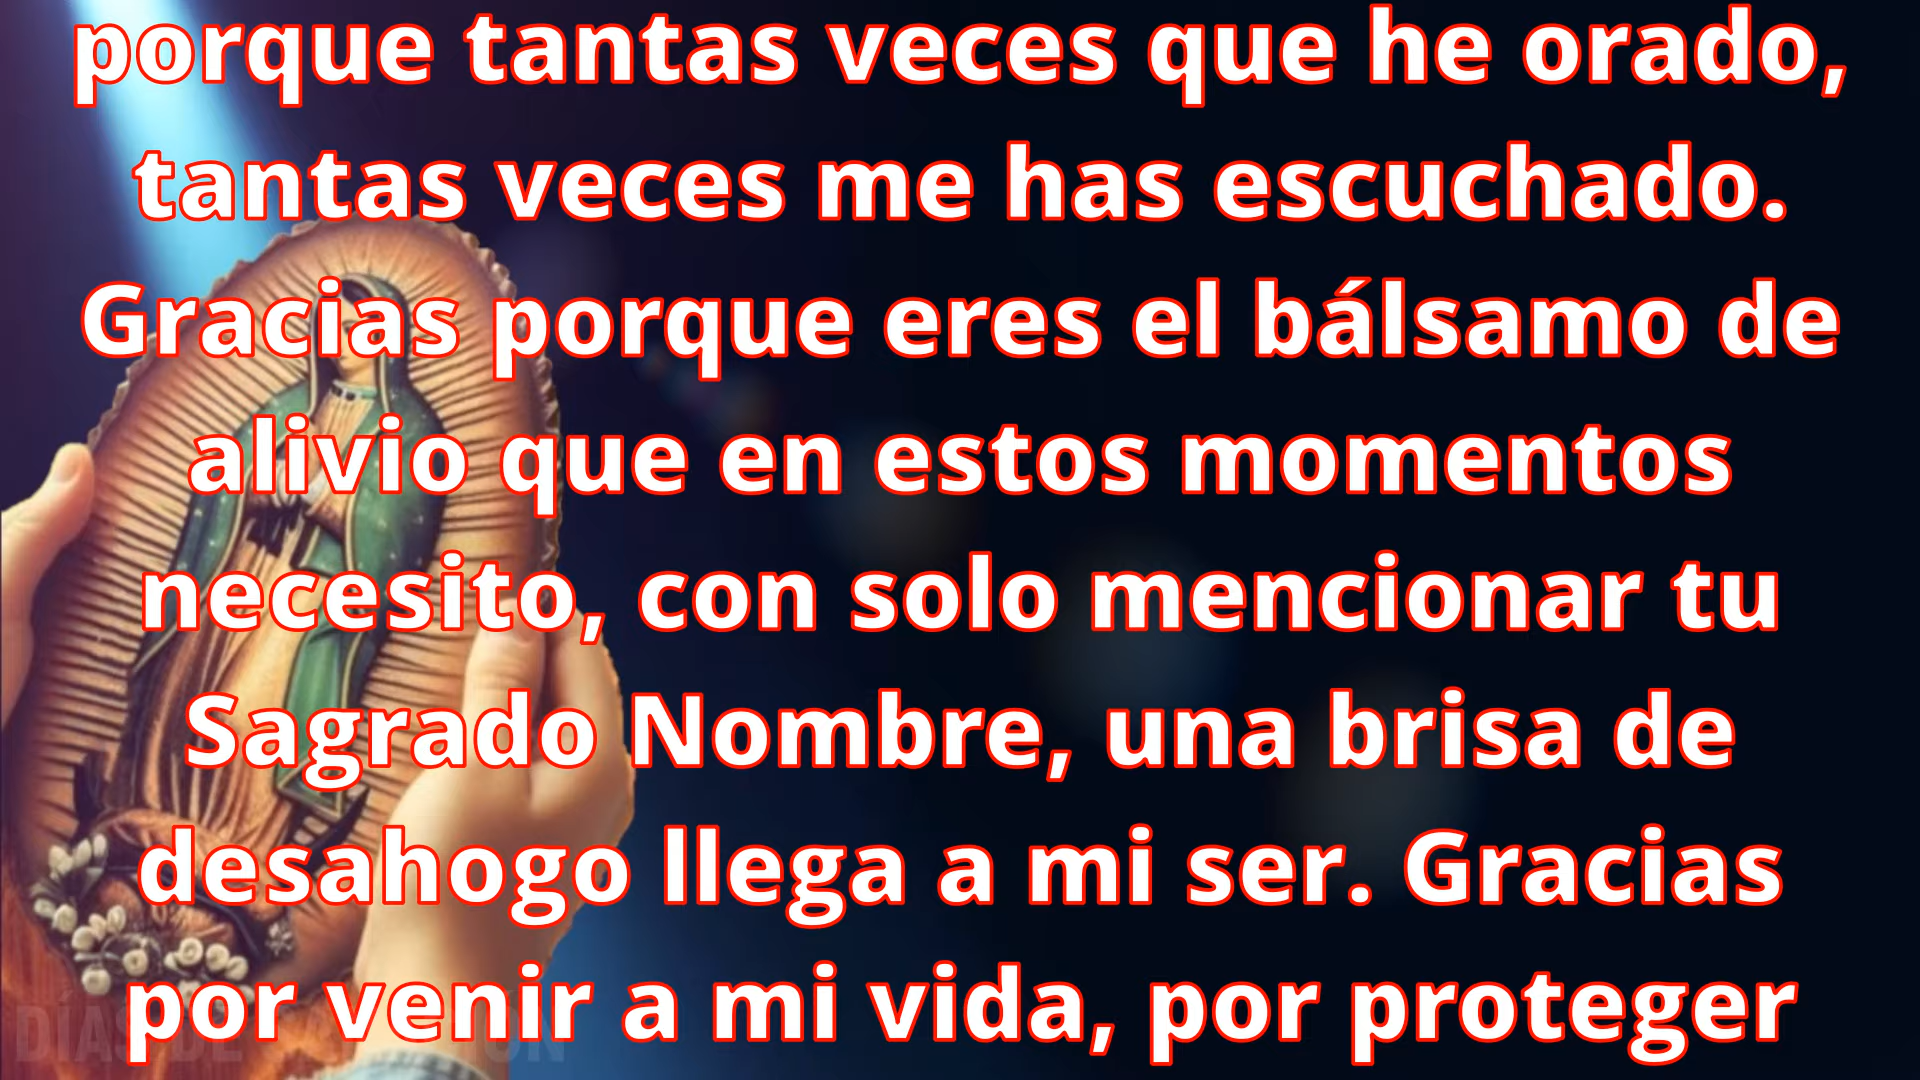 porque tantas veces que he orado,
tantas veces me has escuchado.
Gracias porque eres el bálsamo de
alivio que en estos momentos
necesito, con solo mencionar tu
Sagrado Nombre, una brisa de
desahogo llega a mi ser. Gracias
por venir a mi vida, por proteger
DÍAS DE